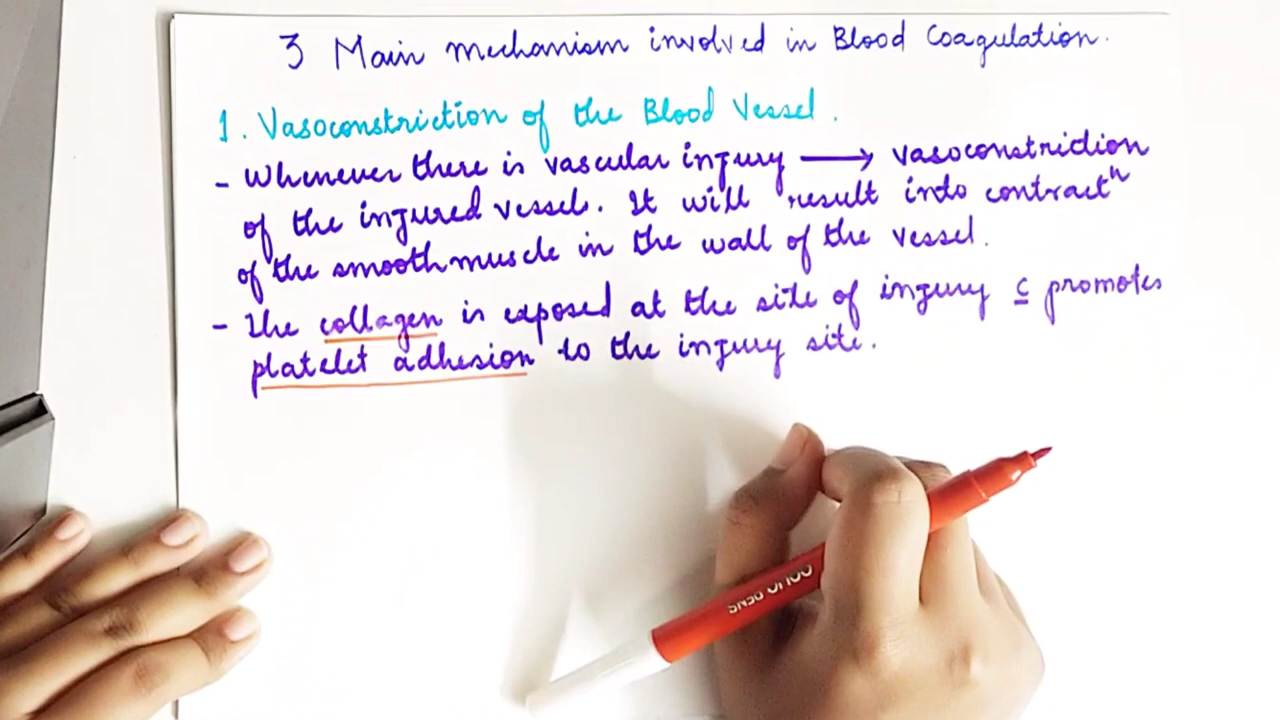 3 Main mechanism involved in Blood Coagulation.
1. Vasoconstriction of the Blood Vessel.
- Whenever there is vascular injury → vasoconstriction
of the injured vessel. It will result into contractⁿ
of the smooth muscle in the wall of the vessel.
- The collagen is exposed at the site of injury c̲ promotes
platelet adhesion to the injury site.
PENS